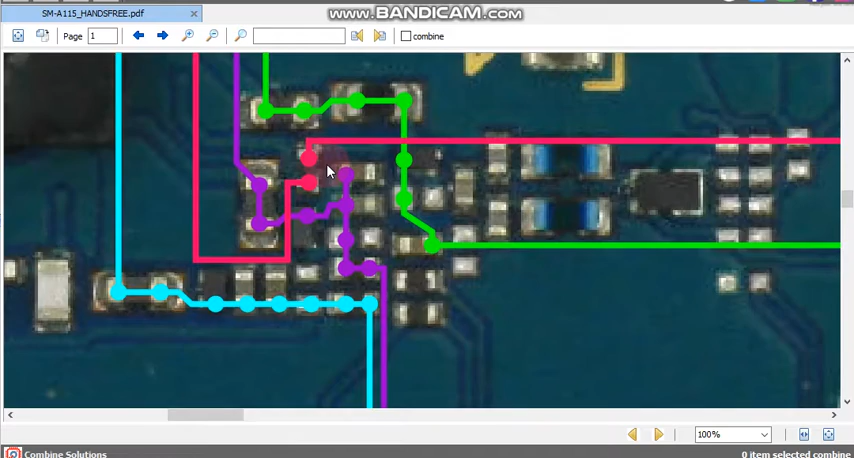 www.BANDICAM.com
SM-A115_HANDSFREE.pdf
Page 1 combine
100%
Combine Solutions 0 item selected combine